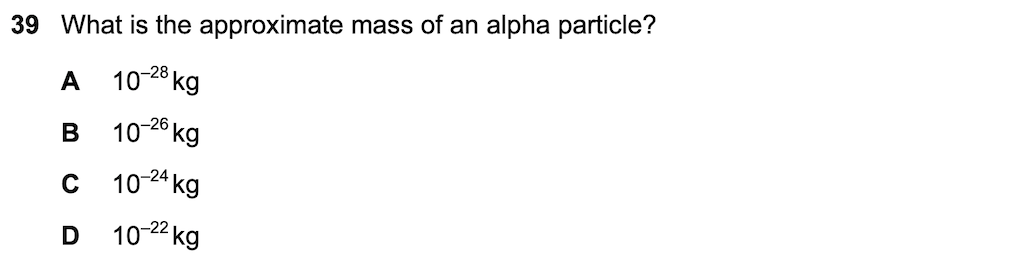 39 What is the approximate mass of an alpha particle?
A 10⁻²⁸ kg
B 10⁻²⁶ kg
C 10⁻²⁴ kg
D 10⁻²² kg